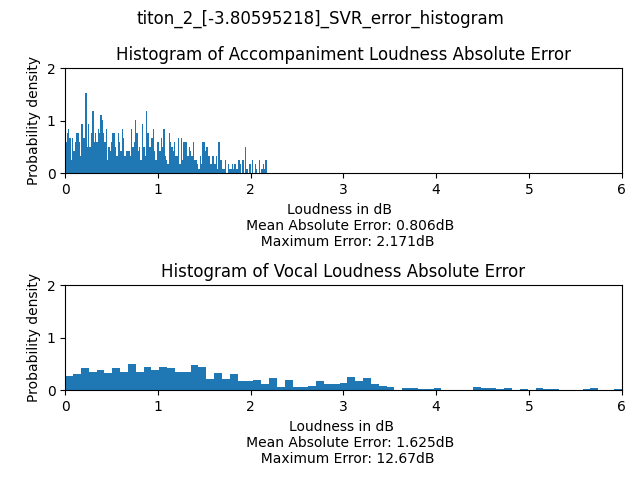 titon_2_[-3.80595218]_SVR_error_histogram
Histogram of Accompaniment Loudness Absolute Error
Probability density
2
1
0
0 1 2 3 4 5 6
Loudness in dB
Mean Absolute Error: 0.806dB
Maximum Error: 2.171dB
Histogram of Vocal Loudness Absolute Error
Probability density
2
1
0
0 1 2 3 4 5 6
Loudness in dB
Mean Absolute Error: 1.625dB
Maximum Error: 12.67dB